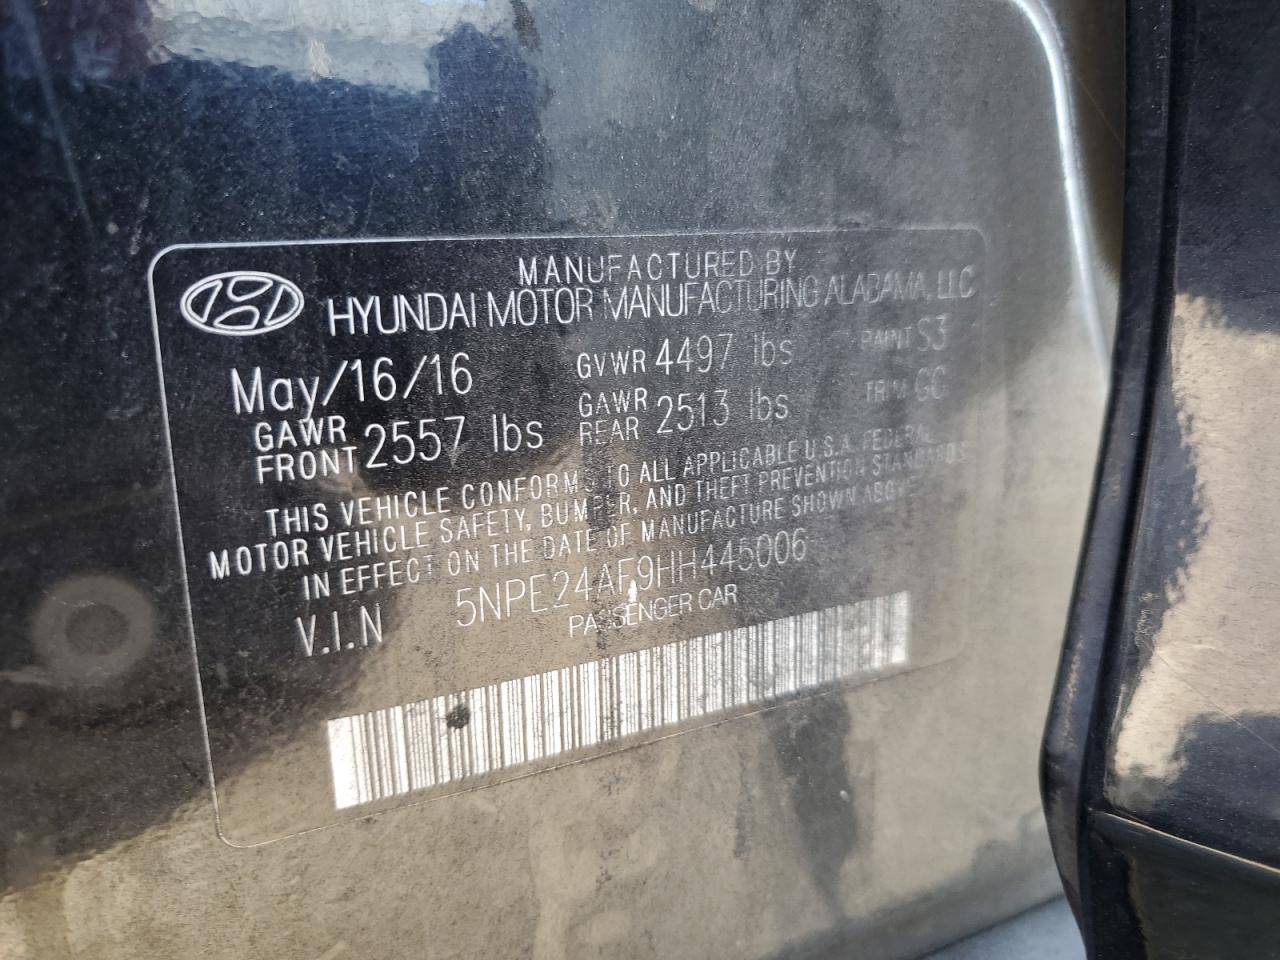 MANUFACTURED BY
HYUNDAI MOTOR MANUFACTURING ALABAMA, LLC
May/16/16 GVWR 4497 lbs PAINT S3
GAWR FRONT 2557 lbs GAWR REAR 2513 lbs TRIM GC
THIS VEHICLE CONFORMS TO ALL APPLICABLE U.S.A. FEDERAL
MOTOR VEHICLE SAFETY, BUMPER, AND THEFT PREVENTION STANDARDS
IN EFFECT ON THE DATE OF MANUFACTURE SHOWN ABOVE
V.I.N 5NPE24AF9HH445006
PASSENGER CAR